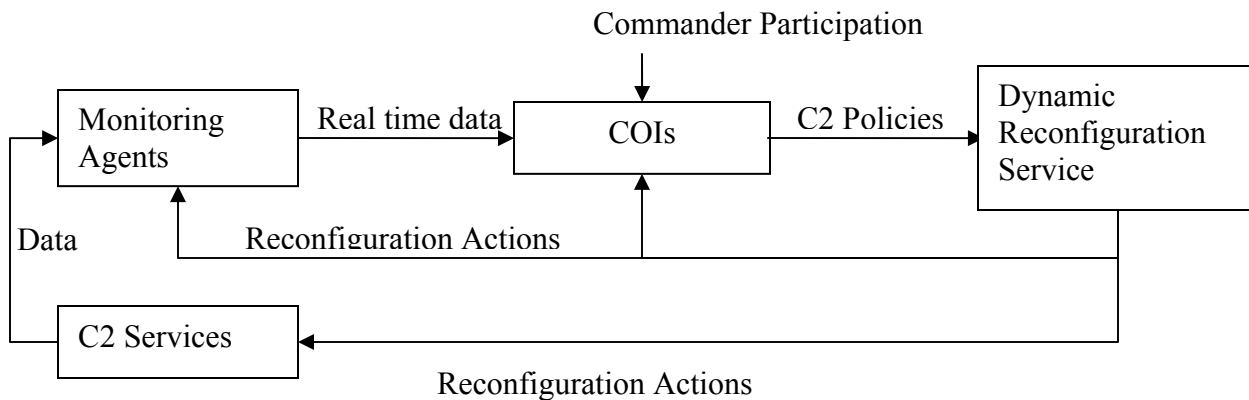 Commander Participation
Monitoring
Agents
Real time data
COIs
C2 Policies
Dynamic
Reconfiguration
Service
Data
Reconfiguration Actions
C2 Services
Reconfiguration Actions